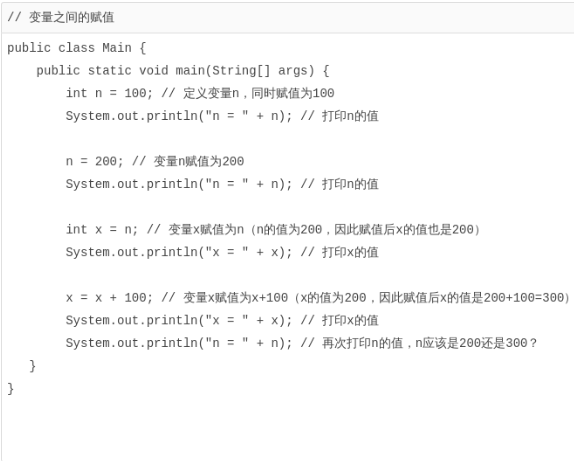 // 变量之间的赋值
public class Main {
    public static void main(String[] args) {
        int n = 100; // 定义变量n，同时赋值为100
        System.out.println("n = " + n); // 打印n的值

        n = 200; // 变量n赋值为200
        System.out.println("n = " + n); // 打印n的值

        int x = n; // 变量x赋值为n（n的值为200，因此赋值后x的值也是200）
        System.out.println("x = " + x); // 打印x的值

        x = x + 100; // 变量x赋值为x+100（x的值为200，因此赋值后x的值是200+100=300）
        System.out.println("x = " + x); // 打印x的值
        System.out.println("n = " + n); // 再次打印n的值，n应该是200还是300？
   }
}